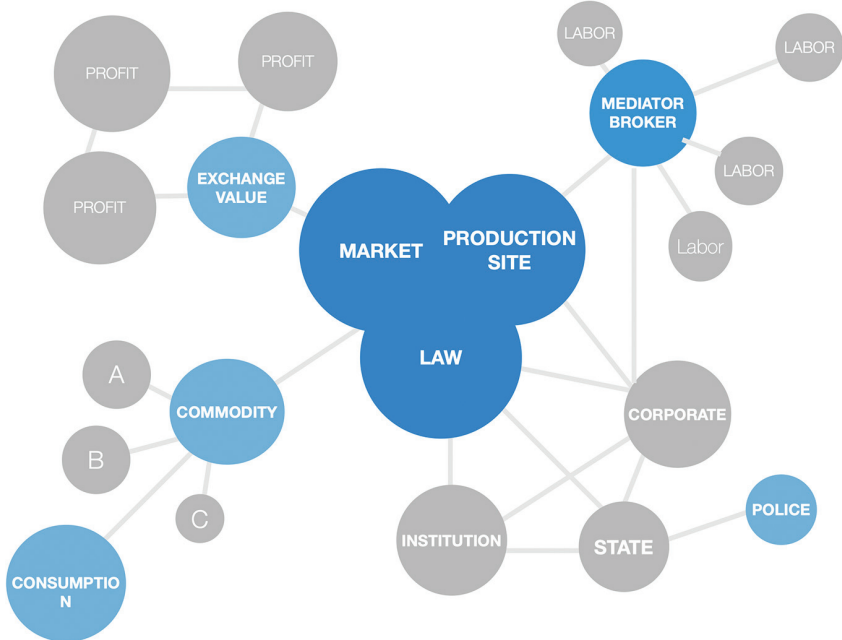 LABOR
LABOR
PROFIT
PROFIT
MEDIATOR
BROKER
LABOR
EXCHANGE
VALUE
PROFIT
Labor
MARKET
PRODUCTION
SITE
LAW
A
COMMODITY
CORPORATE
B
C
POLICE
INSTITUTION
STATE
CONSUMPTIO
N